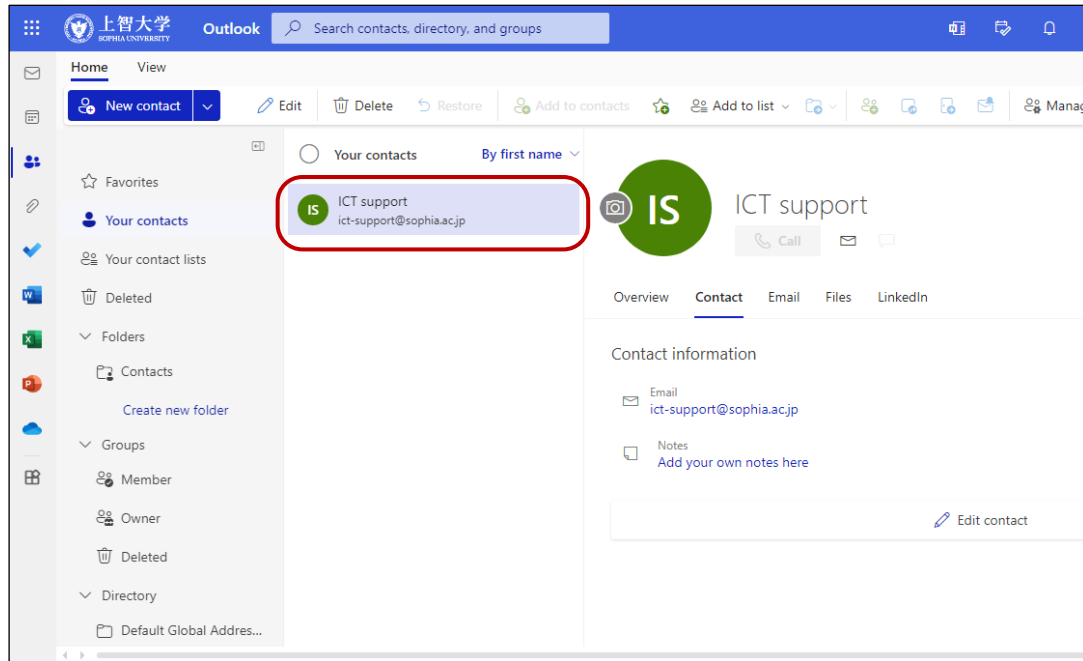 上智大学
SOPHIA UNIVERSITY
Outlook
Search contacts, directory, and groups
Home View
New contact Edit Delete Restore Add to contacts Add to list Manag
Your contacts By first name
Favorites
Your contacts
Your contact lists
Deleted
Folders
Contacts
Create new folder
Groups
Member
Owner
Deleted
Directory
Default Global Addres...
IS
ICT support
ict-support@sophia.ac.jp
IS
ICT support
Call
Overview Contact Email Files LinkedIn
Contact information
Email
ict-support@sophia.ac.jp
Notes
Add your own notes here
Edit contact